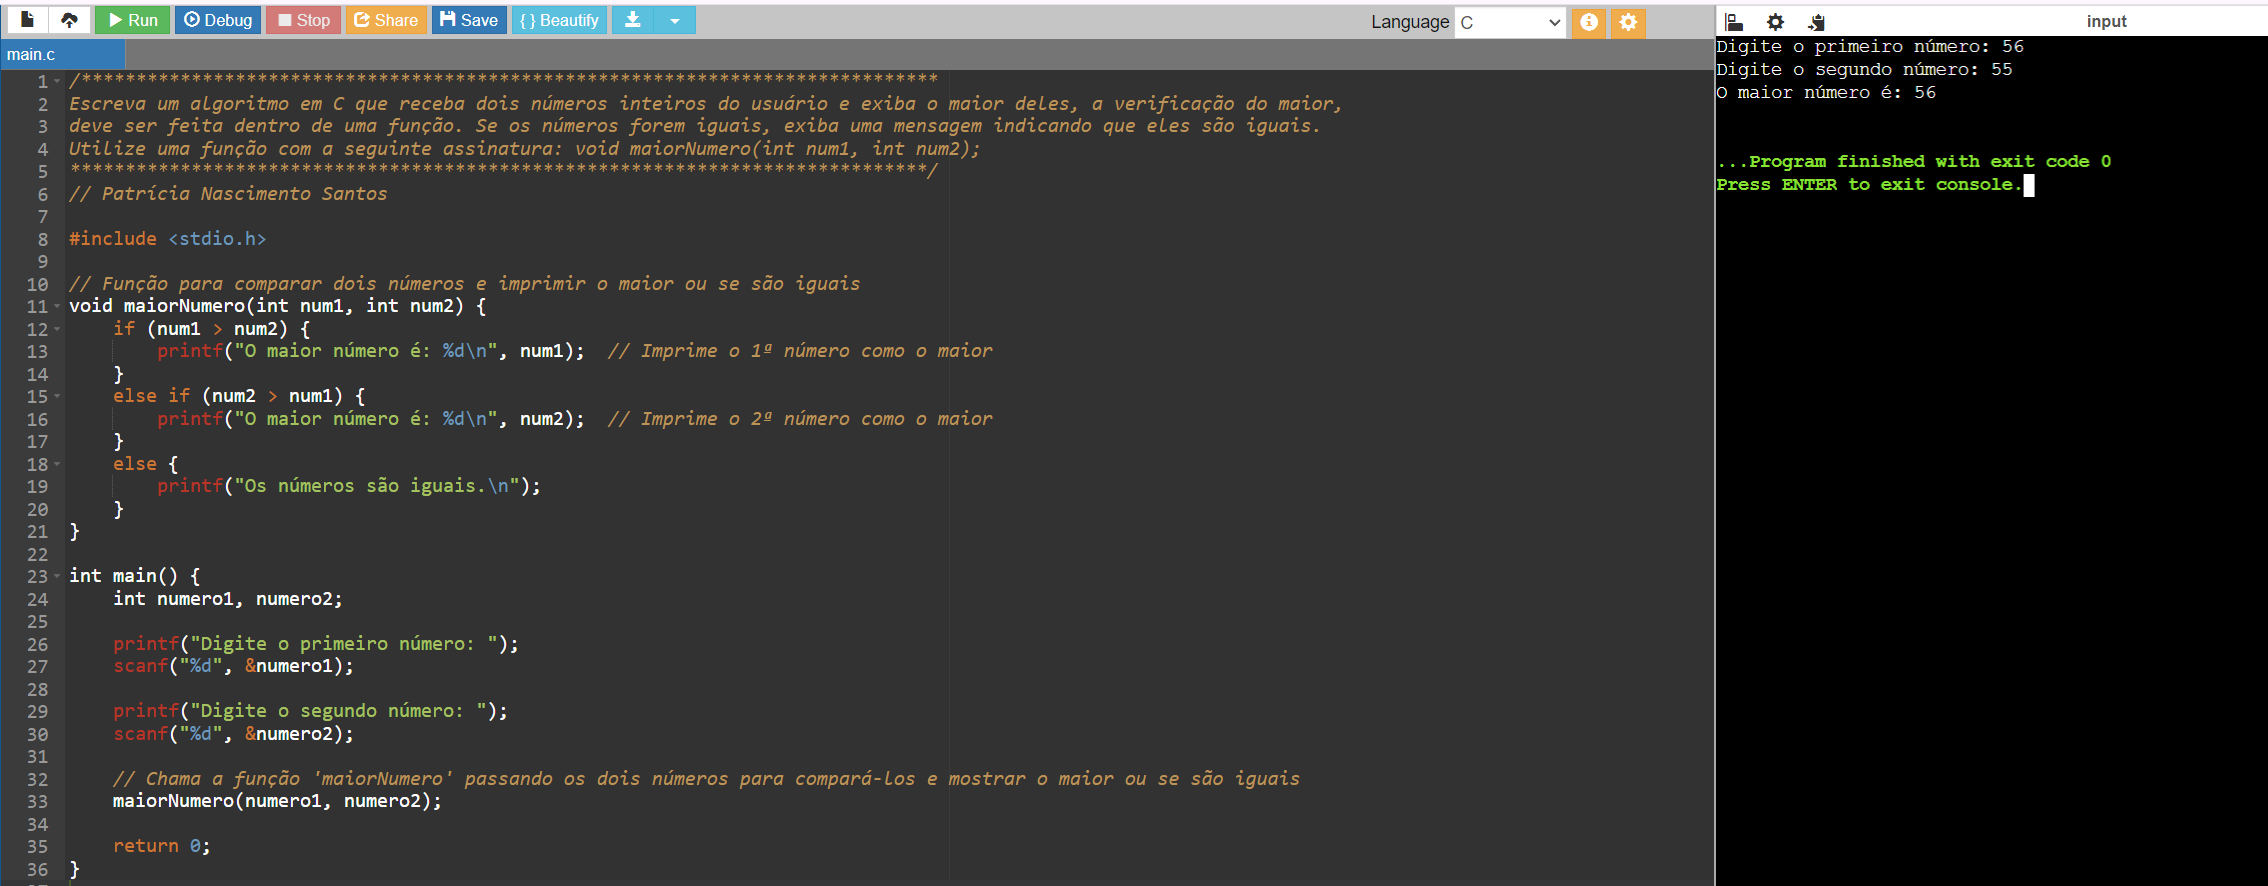 Run Debug Stop Share Save { } Beautify Language C
main.c
1 /******************************************************************************
2 Escreva um algoritmo em C que receba dois números inteiros do usuário e exiba o maior deles, a verificação do maior,
3 deve ser feita dentro de uma função. Se os números forem iguais, exiba uma mensagem indicando que eles são iguais.
4 Utilize uma função com a seguinte assinatura: void maiorNumero(int num1, int num2);
5 ******************************************************************************/
6 // Patrícia Nascimento Santos
7
8 #include <stdio.h>
9
10 // Função para comparar dois números e imprimir o maior ou se são iguais
11 void maiorNumero(int num1, int num2) {
12     if (num1 > num2) {
13         printf("O maior número é: %d\n", num1);  // Imprime o 1ª número como o maior
14     }
15     else if (num2 > num1) {
16         printf("O maior número é: %d\n", num2);  // Imprime o 2ª número como o maior
17     }
18     else {
19         printf("Os números são iguais.\n");
20     }
21 }
22
23 int main() {
24     int numero1, numero2;
25
26     printf("Digite o primeiro número: ");
27     scanf("%d", &numero1);
28
29     printf("Digite o segundo número: ");
30     scanf("%d", &numero2);
31
32     // Chama a função 'maiorNumero' passando os dois números para compará-los e mostrar o maior ou se são iguais
33     maiorNumero(numero1, numero2);
34
35     return 0;
36 }
input
Digite o primeiro número: 56
Digite o segundo número: 55
O maior número é: 56
...Program finished with exit code 0
Press ENTER to exit console.